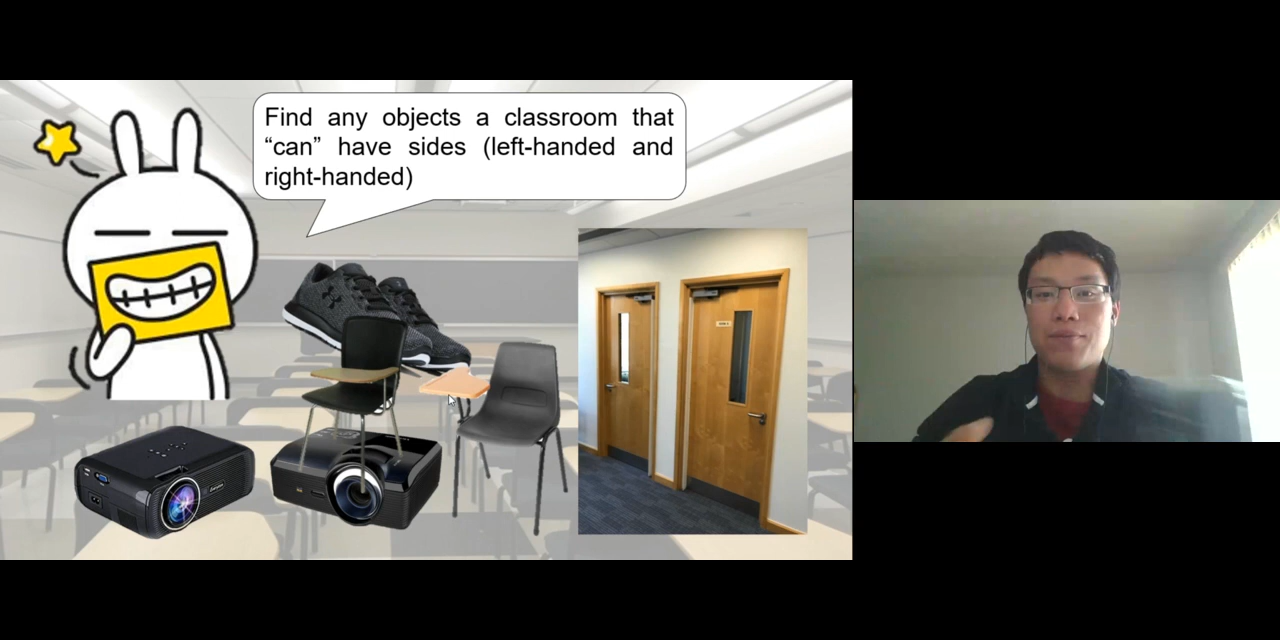 Find any objects a classroom that
“can” have sides (left-handed and
right-handed)